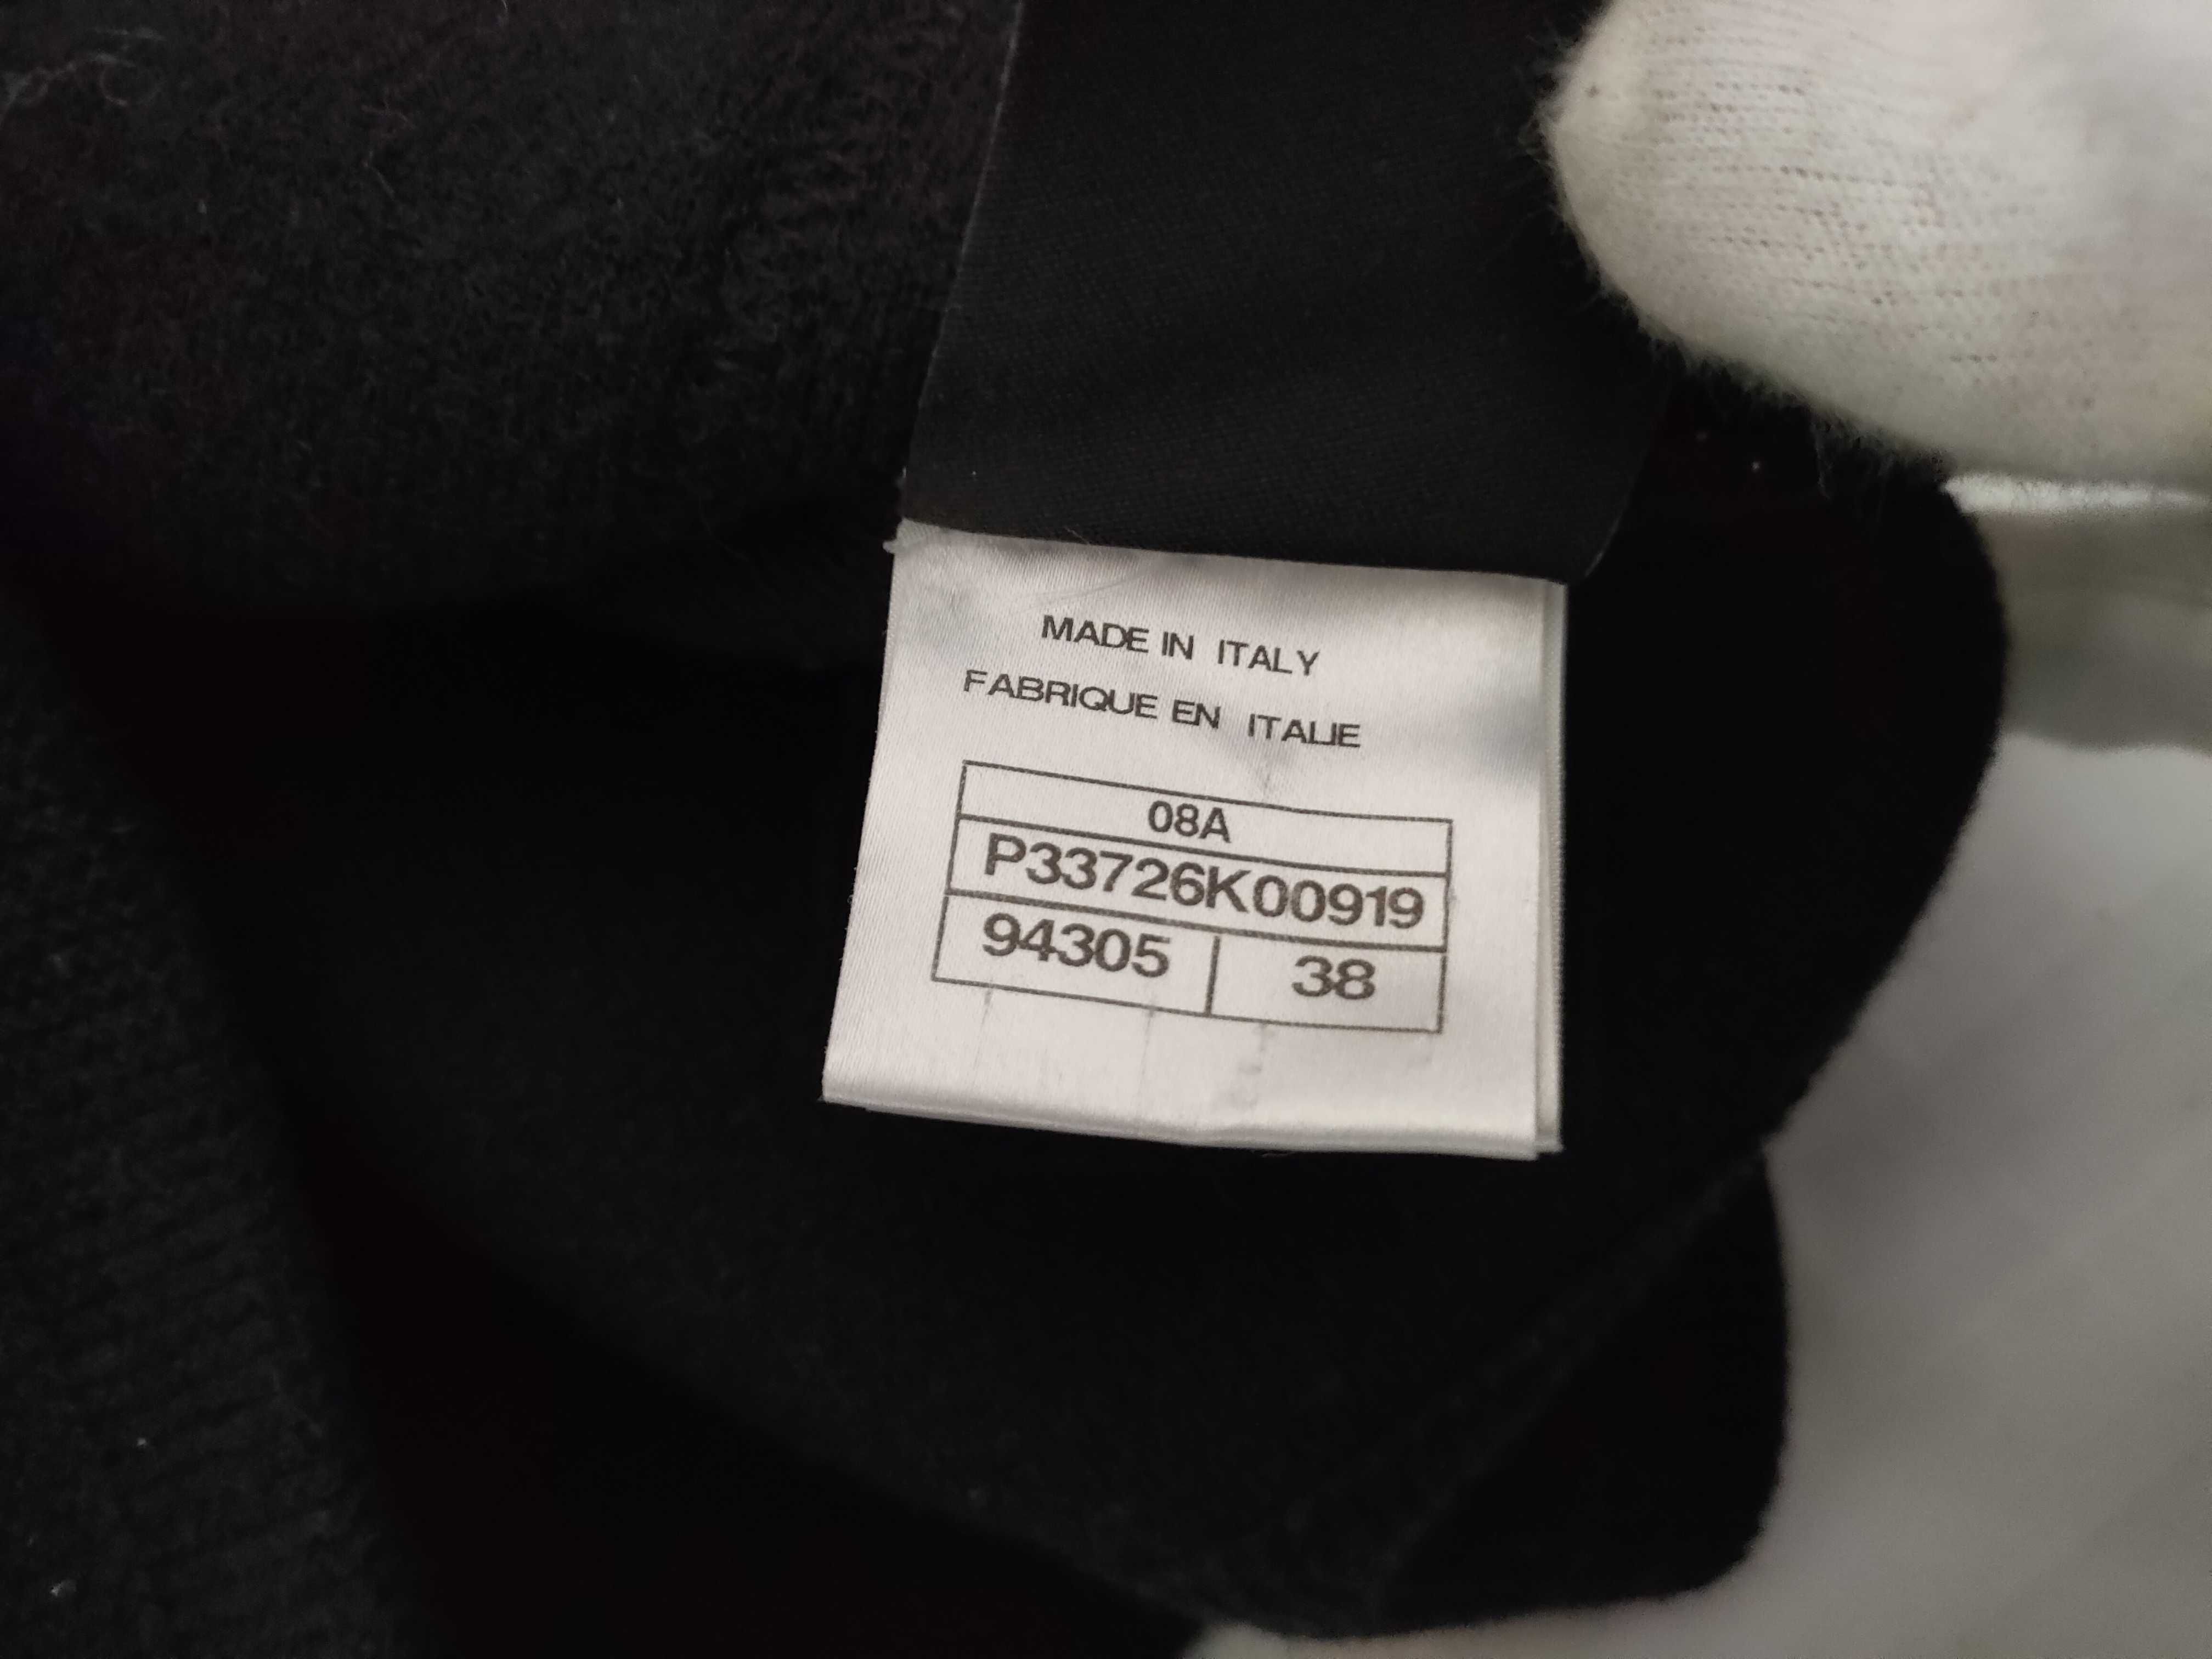 MADE IN ITALY
FABRIQUE EN ITALIE
08A
P33726K00919
94305 38